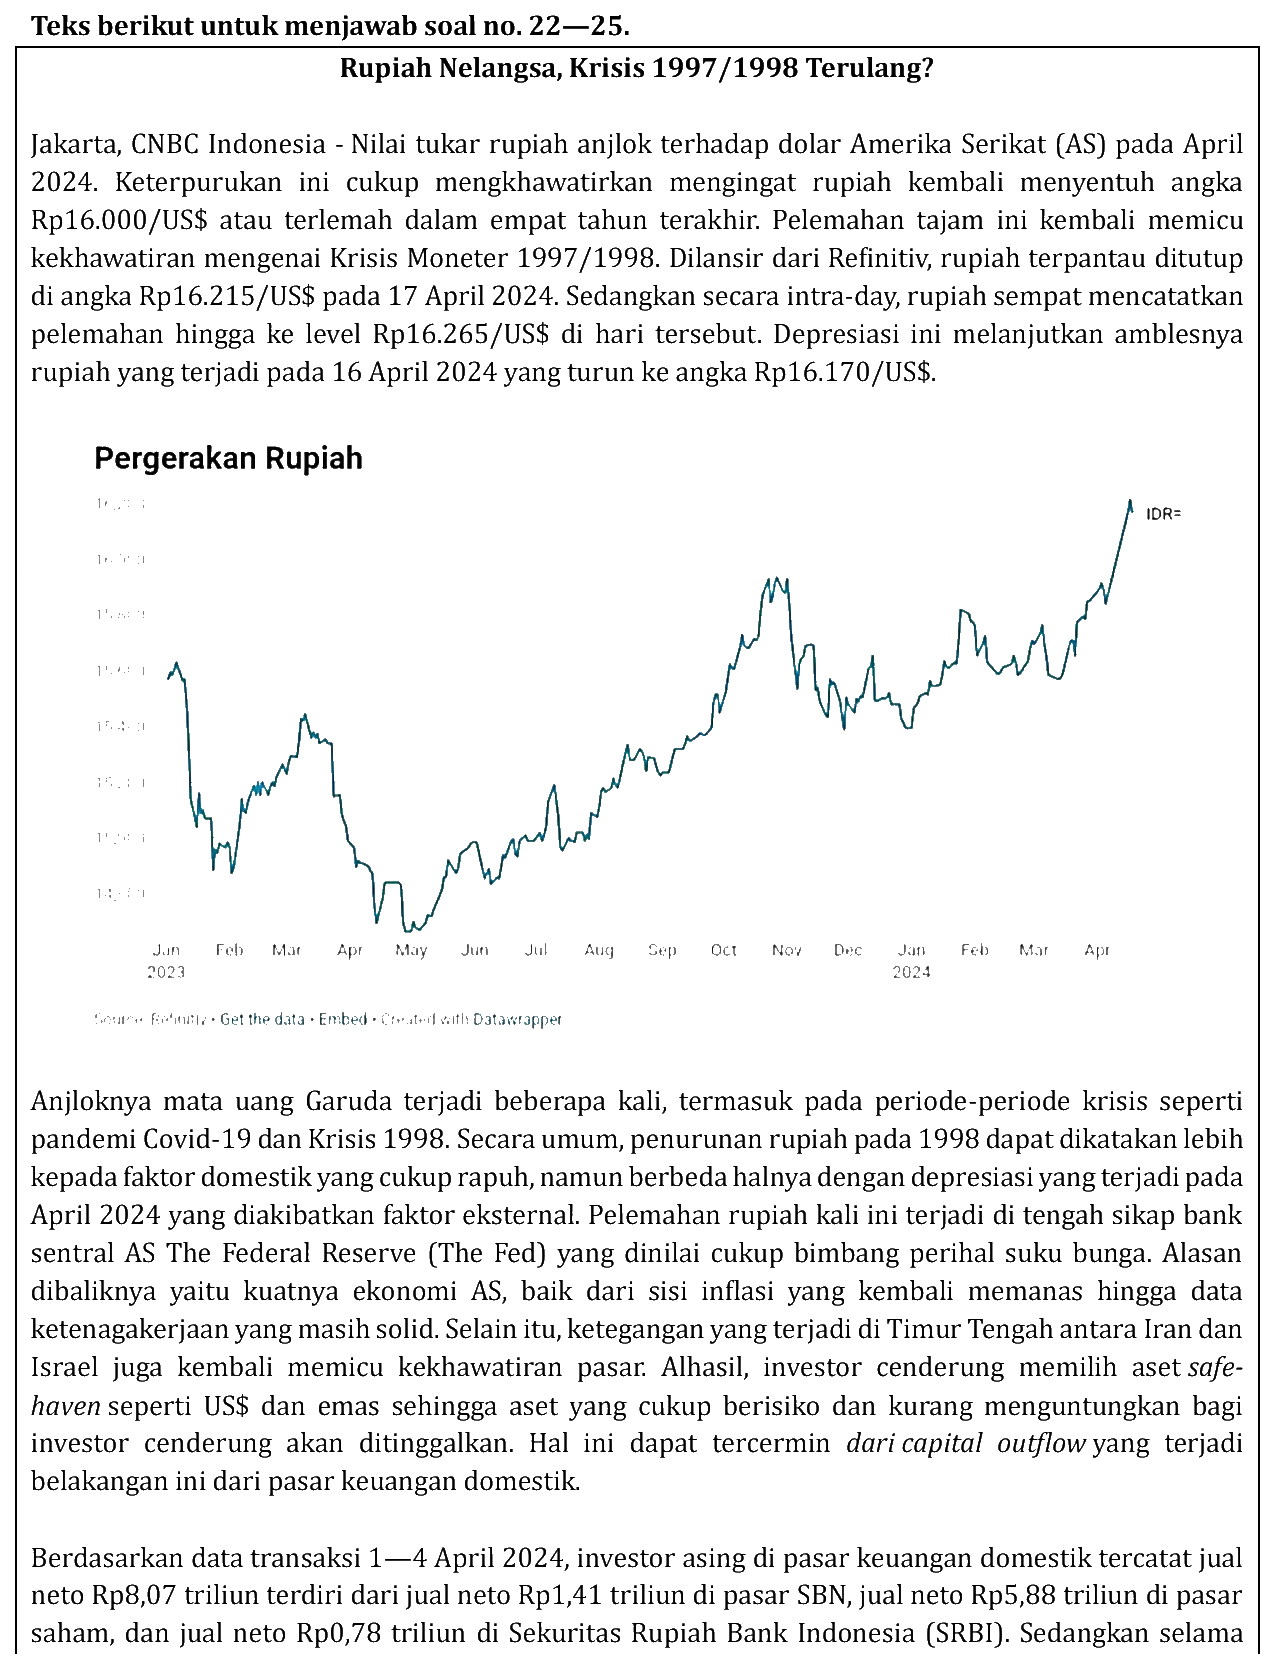 Teks berikut untuk menjawab soal no. 22—25.
Rupiah Nelangsa, Krisis 1997/1998 Terulang?
Jakarta, CNBC Indonesia - Nilai tukar rupiah anjlok terhadap dolar Amerika Serikat (AS) pada April
2024. Keterpurukan ini cukup mengkhawatirkan mengingat rupiah kembali menyentuh angka
Rp16.000/US$ atau terlemah dalam empat tahun terakhir. Pelemahan tajam ini kembali memicu
kekhawatiran mengenai Krisis Moneter 1997/1998. Dilansir dari Refinitiv, rupiah terpantau ditutup
di angka Rp16.215/US$ pada 17 April 2024. Sedangkan secara intra-day, rupiah sempat mencatatkan
pelemahan hingga ke level Rp16.265/US$ di hari tersebut. Depresiasi ini melanjutkan amblesnya
rupiah yang terjadi pada 16 April 2024 yang turun ke angka Rp16.170/US$.
Pergerakan Rupiah
IDR=
Jan Feb Mar Apr May Jun Jul Aug Sep Oct Nov Dec Jan Feb Mar Apr
2023 2024
Source: Refinitiv • Get the data • Embed • Created with Datawrapper
Anjloknya mata uang Garuda terjadi beberapa kali, termasuk pada periode-periode krisis seperti
pandemi Covid-19 dan Krisis 1998. Secara umum, penurunan rupiah pada 1998 dapat dikatakan lebih
kepada faktor domestik yang cukup rapuh, namun berbeda halnya dengan depresiasi yang terjadi pada
April 2024 yang diakibatkan faktor eksternal. Pelemahan rupiah kali ini terjadi di tengah sikap bank
sentral AS The Federal Reserve (The Fed) yang dinilai cukup bimbang perihal suku bunga. Alasan
dibaliknya yaitu kuatnya ekonomi AS, baik dari sisi inflasi yang kembali memanas hingga data
ketenagakerjaan yang masih solid. Selain itu, ketegangan yang terjadi di Timur Tengah antara Iran dan
Israel juga kembali memicu kekhawatiran pasar. Alhasil, investor cenderung memilih aset safe-
haven seperti US$ dan emas sehingga aset yang cukup berisiko dan kurang menguntungkan bagi
investor cenderung akan ditinggalkan. Hal ini dapat tercermin dari capital outflow yang terjadi
belakangan ini dari pasar keuangan domestik.
Berdasarkan data transaksi 1—4 April 2024, investor asing di pasar keuangan domestik tercatat jual
neto Rp8,07 triliun terdiri dari jual neto Rp1,41 triliun di pasar SBN, jual neto Rp5,88 triliun di pasar
saham, dan jual neto Rp0,78 triliun di Sekuritas Rupiah Bank Indonesia (SRBI). Sedangkan selama